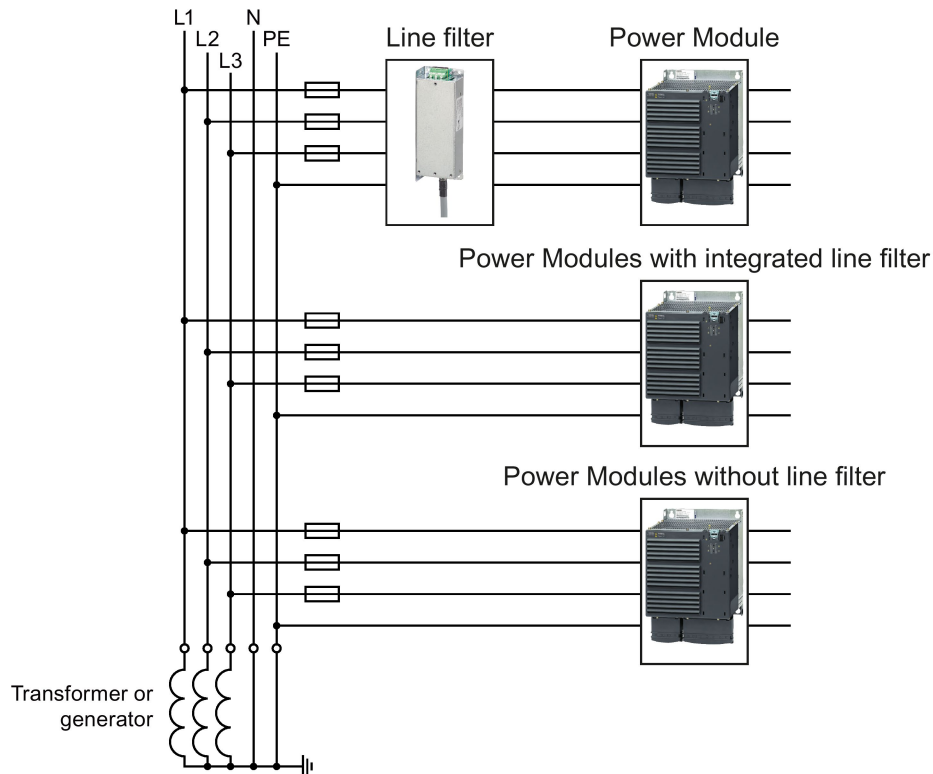 L1
L2
L3
N
PE
Line filter
Power Module
Power Modules with integrated line filter
Power Modules without line filter
Transformer or
generator